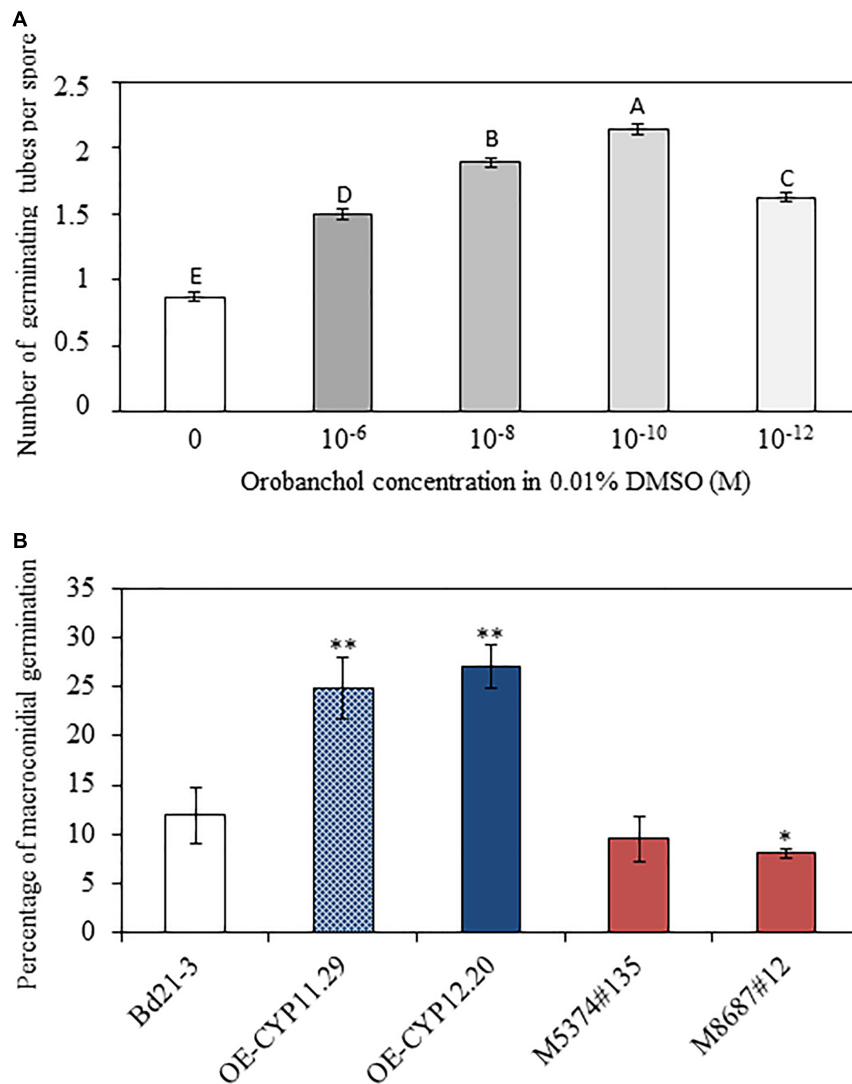 A
Number of germinating tubes per spore
2.5
2
1.5
1
0.5
0
E
D
B
A
C
0
10⁻⁶
10⁻⁸
10⁻¹⁰
10⁻¹²
Orobanchol concentration in 0.01% DMSO (M)
B
Percentage of macroconidial germination
35
30
25
20
15
10
5
0
**
**
*
Bd21-3
OE-CYP11.29
OE-CYP12.20
M5374#135
M8687#12